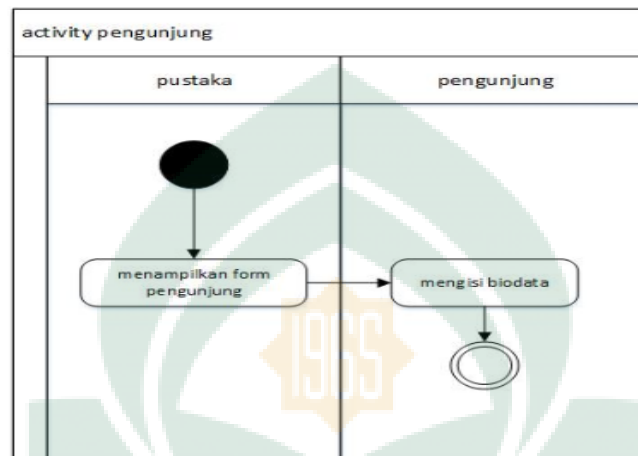 activity pengunjung
pustaka
pengunjung
menampilkan form
pengunjung
mengisi biodata
1965